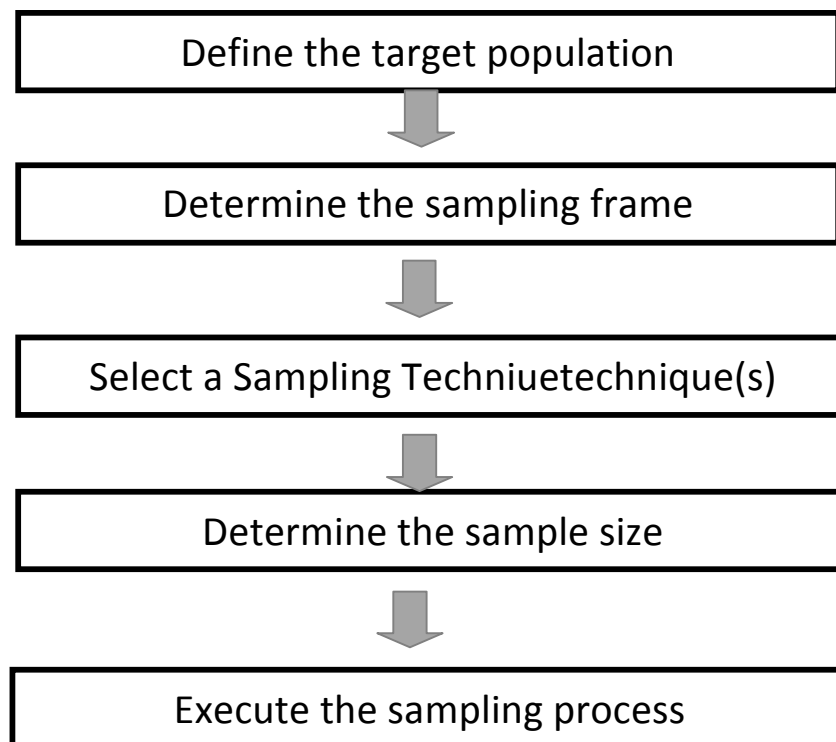 Define the target population
Determine the sampling frame
Select a Sampling Techniuetechnique(s)
Determine the sample size
Execute the sampling process